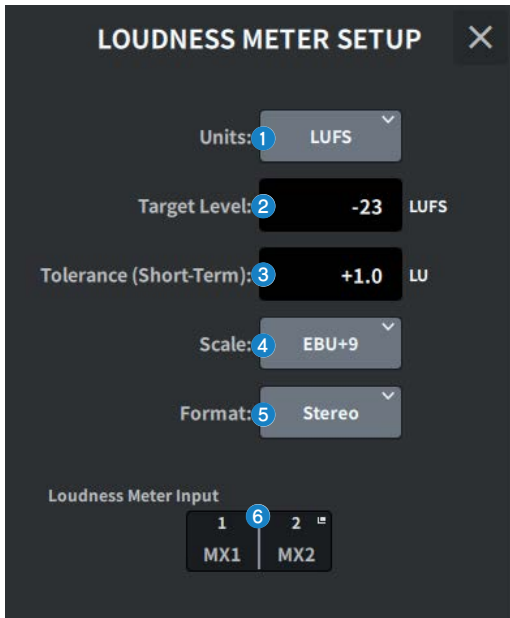 LOUDNESS METER SETUP
Units: 1 LUFS
Target Level: 2 -23 LUFS
Tolerance (Short-Term): 3 +1.0 LU
Scale: 4 EBU+9
Format: 5 Stereo
Loudness Meter Input
6
1 2
MX1 MX2